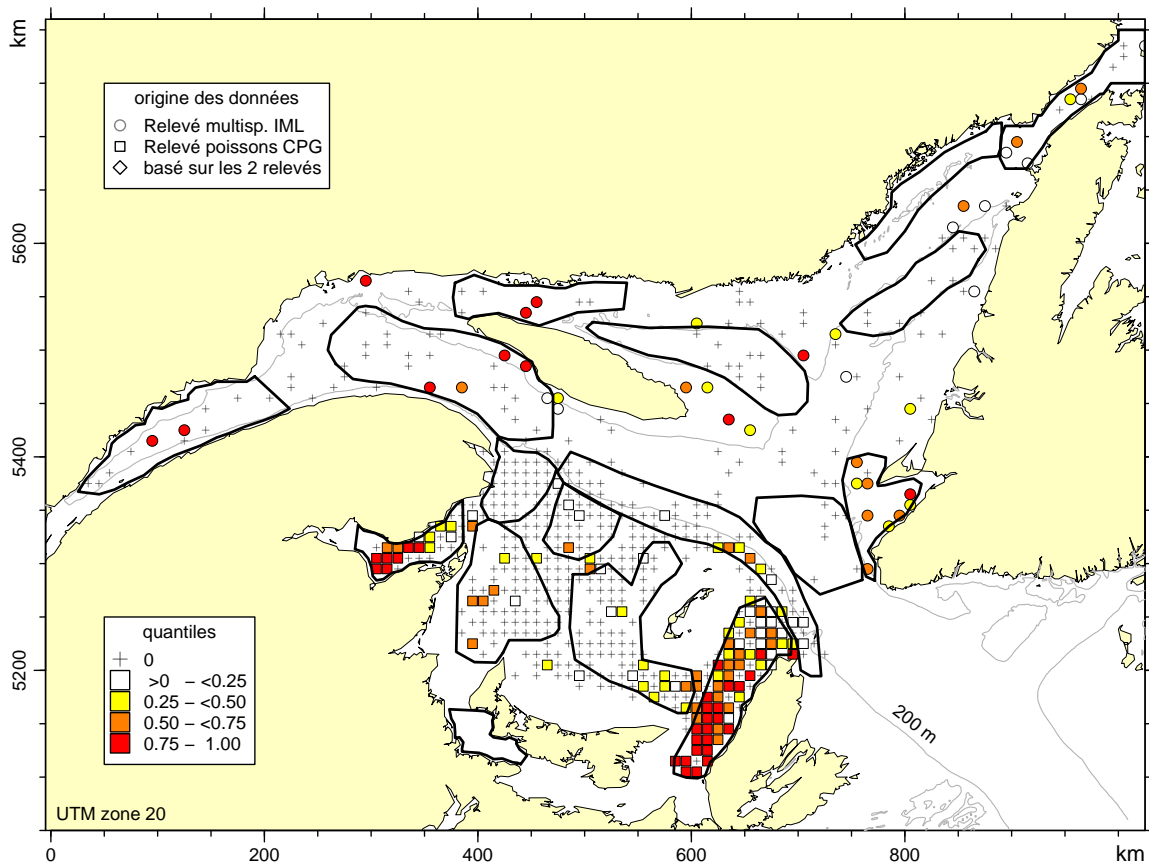 km
origine des données
Relevé multisp. IML
Relevé poissons CPG
basé sur les 2 relevés
5600
5400
5200
quantiles
0
>0 – <0.25
0.25 – <0.50
0.50 – <0.75
0.75 – 1.00
200 m
UTM zone 20
0 200 400 600 800 km